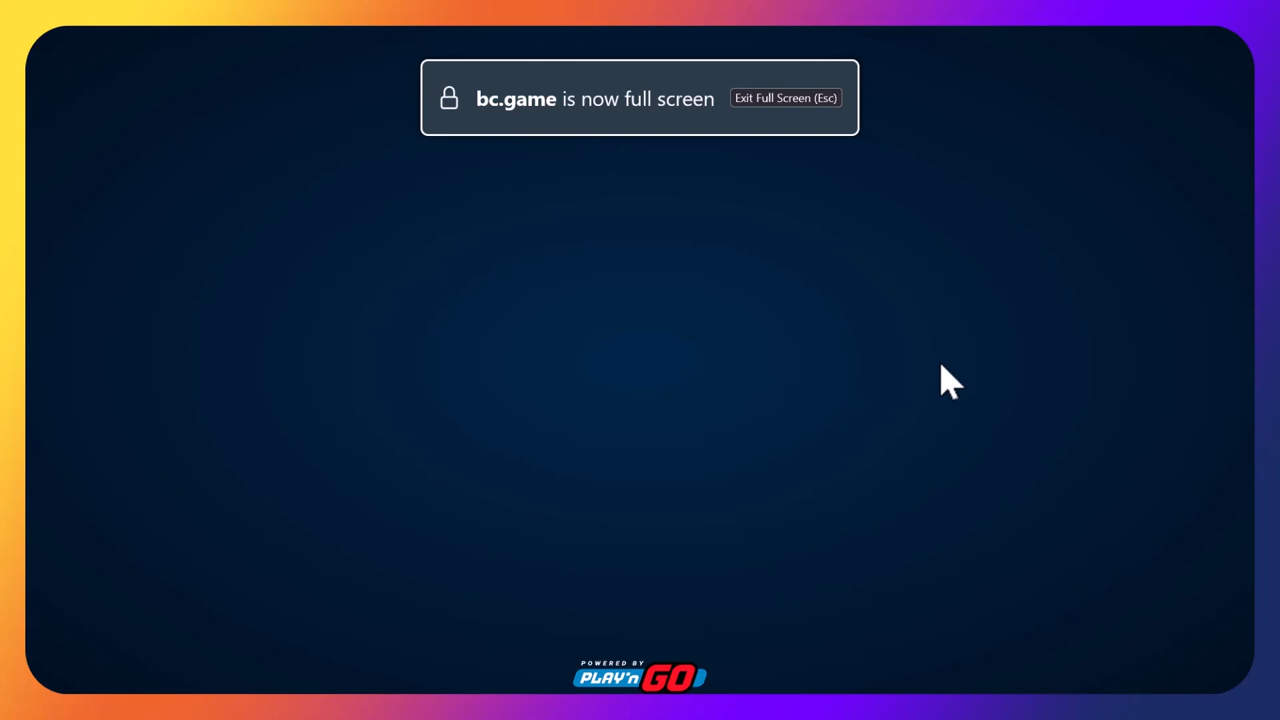 bc.game is now full screen Exit Full Screen (Esc)
POWERED BY
PLAY'n GO